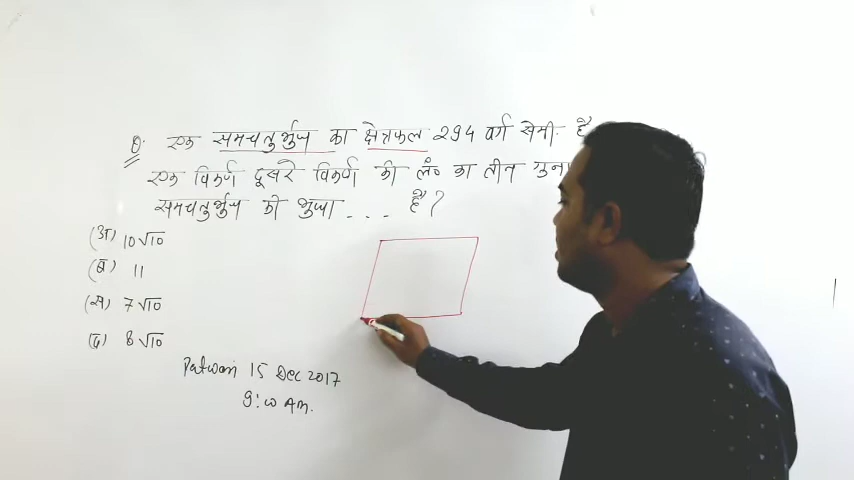 Q. एक समचतुर्भुज का क्षेत्रफल 294 वर्ग सेमी. है
एक विकर्ण दूसरे विकर्ण की लं० का तीन गुना
समचतुर्भुज की भुजा . . . है?
(अ) 10√10
(ब) 11
(स) 7√10
(द) 8√10
Patwari 15 Dec 2017
9:00 AM.